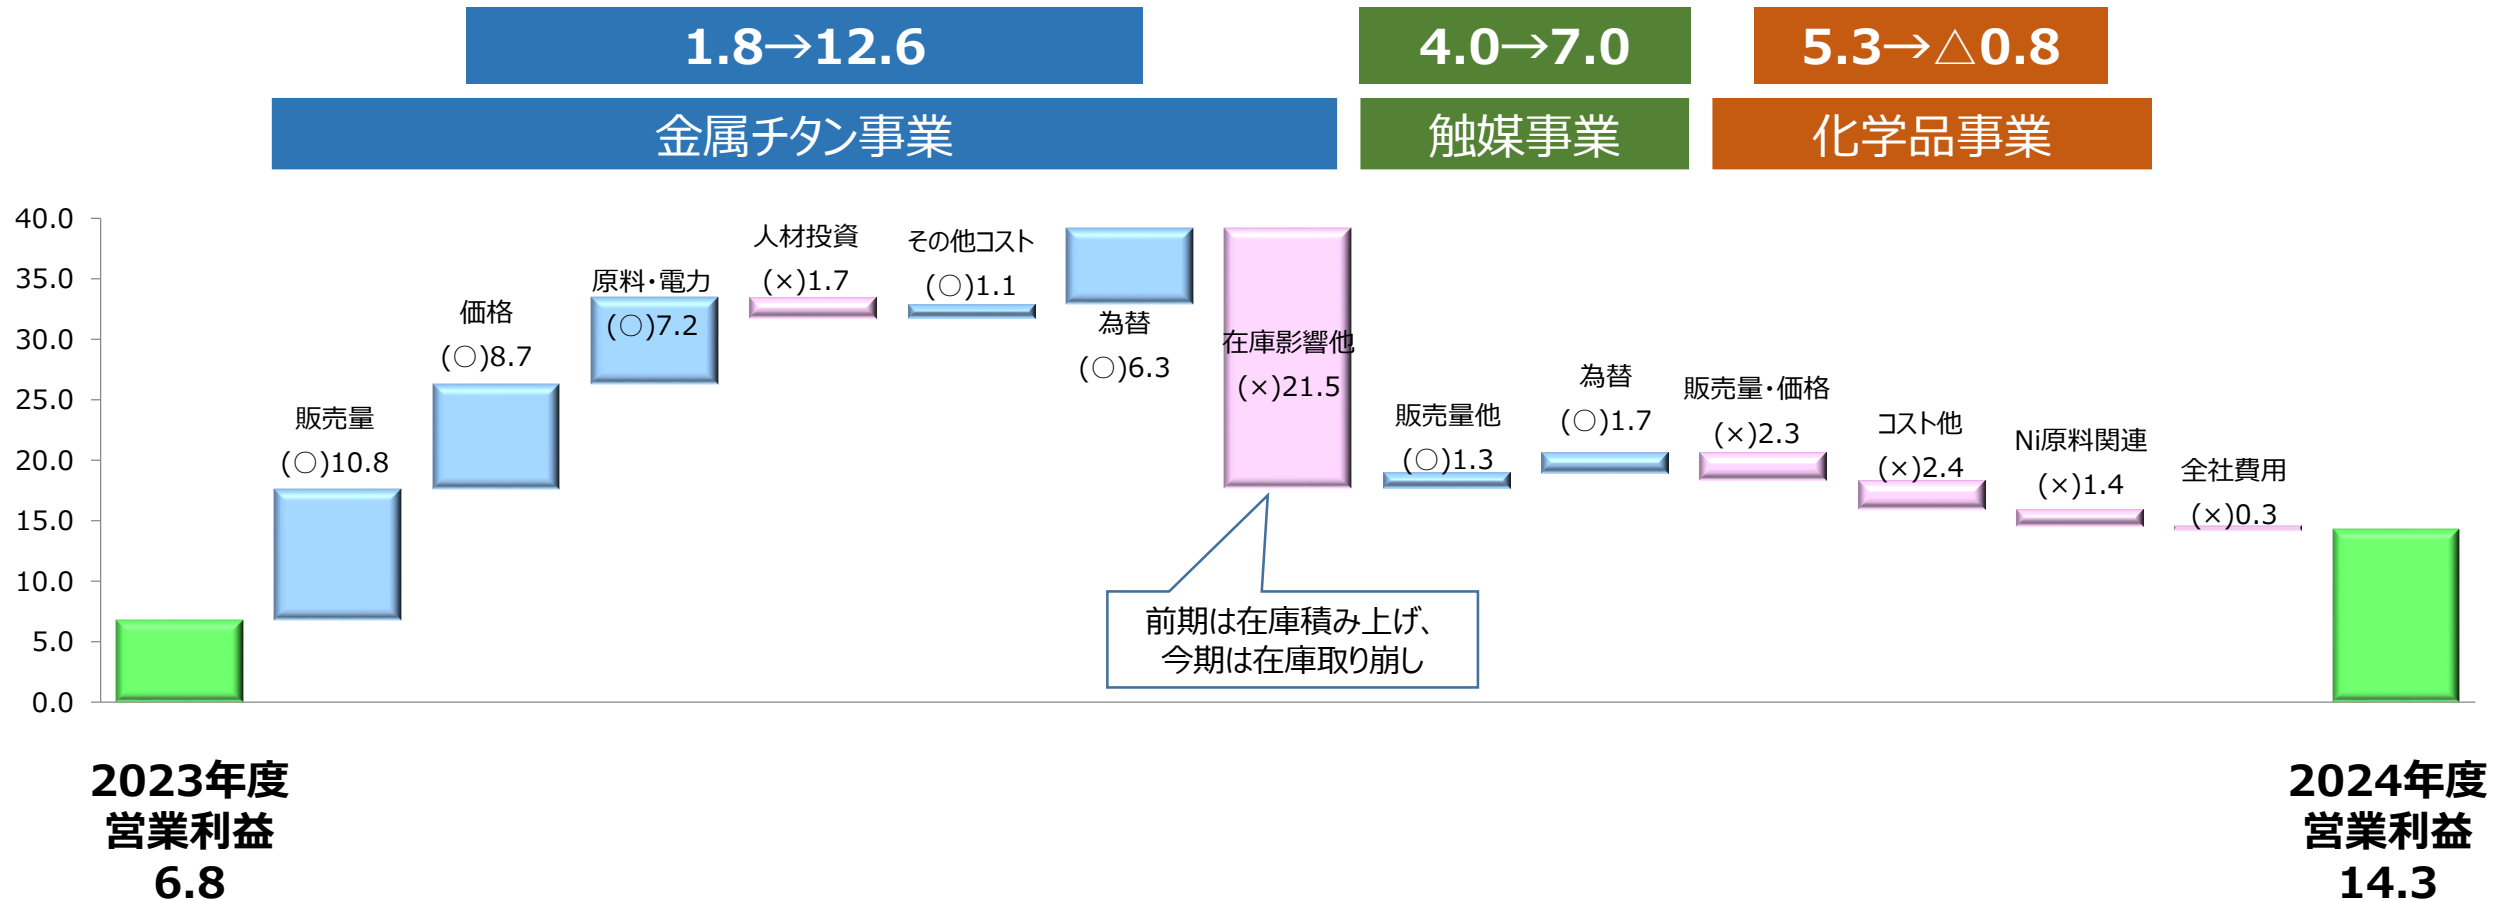 1.8→12.6
4.0→7.0
5.3→△0.8
金属チタン事業
触媒事業
化学品事業
40.0
35.0
30.0
25.0
20.0
15.0
10.0
5.0
0.0
販売量
(○)10.8
価格
(○)8.7
原料・電力
(○)7.2
人材投資
(×)1.7
その他コスト
(○)1.1
為替
(○)6.3
在庫影響他
(×)21.5
販売量他
(○)1.3
為替
(○)1.7
販売量・価格
(×)2.3
コスト他
(×)2.4
Ni原料関連
(×)1.4
全社費用
(×)0.3
前期は在庫積み上げ、
今期は在庫取り崩し
2023年度
営業利益
6.8
2024年度
営業利益
14.3